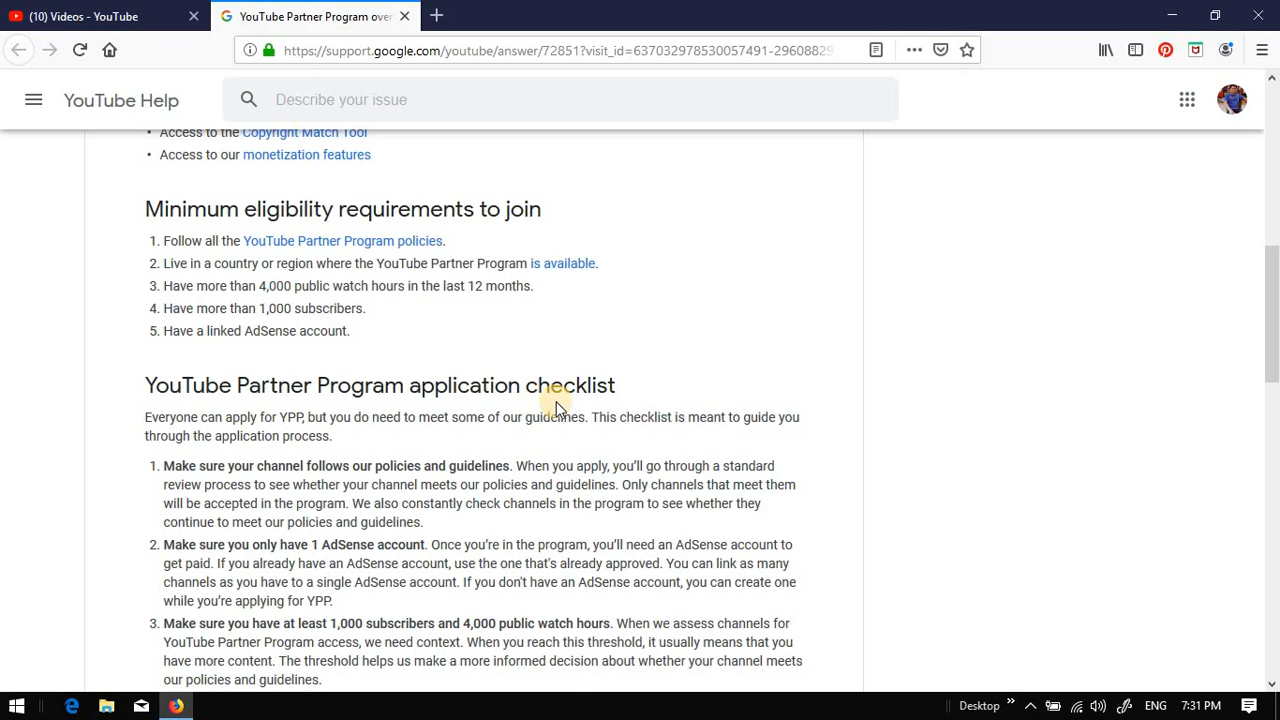 (10) Videos - YouTube
YouTube Partner Program over
https://support.google.com/youtube/answer/72851?visit_id=637032978530057491-29608829
YouTube Help
Describe your issue
• Access to the Copyright Match Tool
• Access to our monetization features
Minimum eligibility requirements to join
1. Follow all the YouTube Partner Program policies.
2. Live in a country or region where the YouTube Partner Program is available.
3. Have more than 4,000 public watch hours in the last 12 months.
4. Have more than 1,000 subscribers.
5. Have a linked AdSense account.
YouTube Partner Program application checklist
Everyone can apply for YPP, but you do need to meet some of our guidelines. This checklist is meant to guide you
through the application process.
1. Make sure your channel follows our policies and guidelines. When you apply, you’ll go through a standard
review process to see whether your channel meets our policies and guidelines. Only channels that meet them
will be accepted in the program. We also constantly check channels in the program to see whether they
continue to meet our policies and guidelines.
2. Make sure you only have 1 AdSense account. Once you’re in the program, you’ll need an AdSense account to
get paid. If you already have an AdSense account, use the one that's already approved. You can link as many
channels as you have to a single AdSense account. If you don't have an AdSense account, you can create one
while you’re applying for YPP.
3. Make sure you have at least 1,000 subscribers and 4,000 public watch hours. When we assess channels for
YouTube Partner Program access, we need context. When you reach this threshold, it usually means that you
have more content. The threshold helps us make a more informed decision about whether your channel meets
our policies and guidelines.
Desktop
ENG
7:31 PM